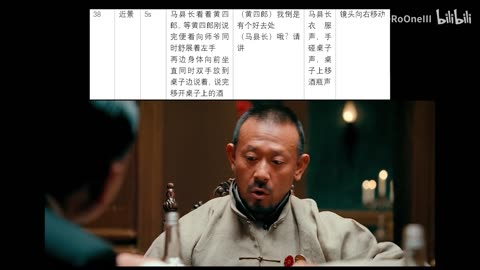 38 近景 5s 马县长看着黄四 (黄四郎)我倒是 马县长 镜头向右移动
郎、等黄四郎刚说 有个好去处 衣服
完便看向师爷同 (马县长)哦?请 声,手
时舒展着左手 讲 碰桌子
再边身体向前坐 声、桌
直同时双手放到 子上移
桌子边说着,说完 酒瓶声
移开桌子上的酒
RoOneIII
bilibili